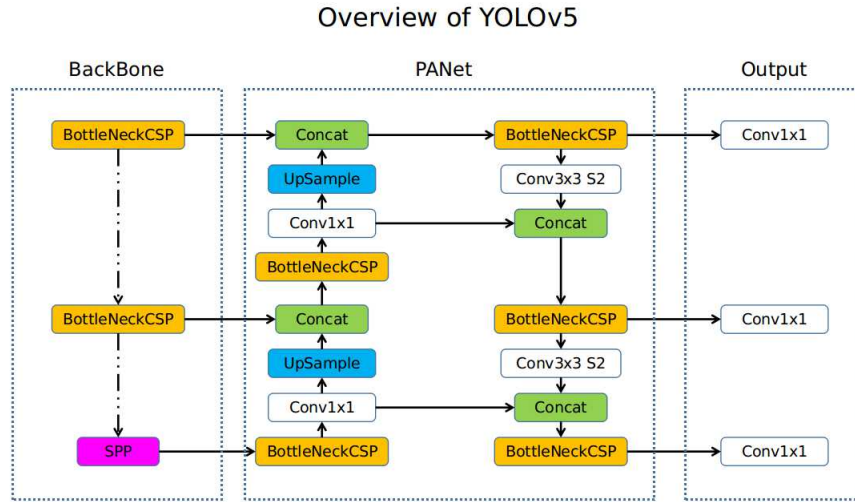 Overview of YOLOv5
BackBone
PANet
Output
BottleNeckCSP
Concat
BottleNeckCSP
Conv1x1
UpSample
Conv3x3 S2
Conv1x1
Concat
BottleNeckCSP
BottleNeckCSP
Concat
BottleNeckCSP
Conv1x1
UpSample
Conv3x3 S2
Conv1x1
Concat
SPP
BottleNeckCSP
BottleNeckCSP
Conv1x1